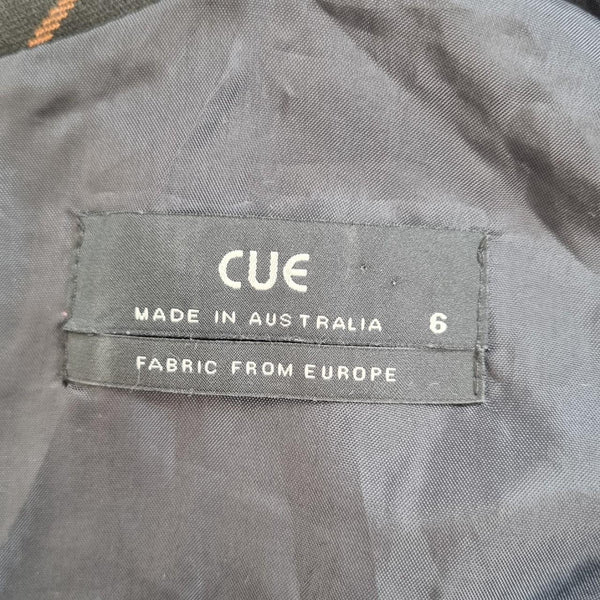 CUE
MADE IN AUSTRALIA 6
FABRIC FROM EUROPE